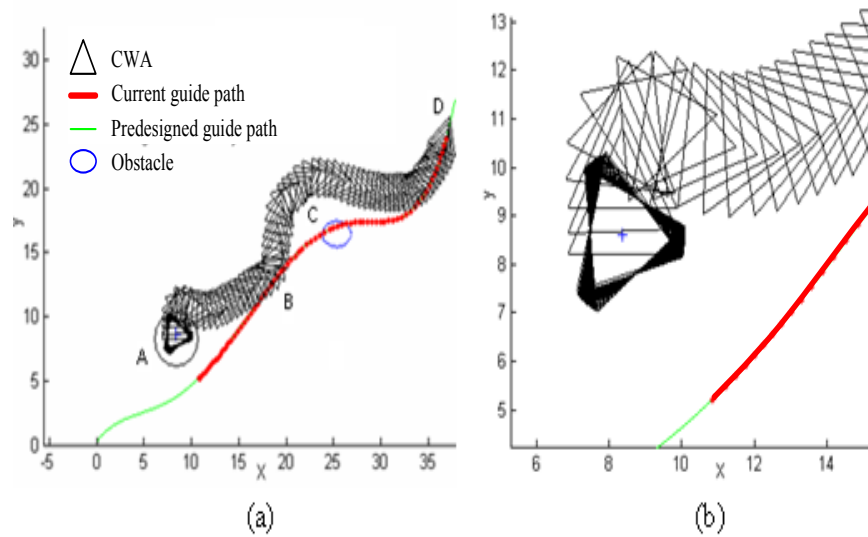 CWA
Current guide path
Predesigned guide path
Obstacle
30
25
20
15
10
5
0
y
-5 0 5 10 15 20 25 30 35
X
A
B
C
D
(a)
13
12
11
10
9
8
7
6
5
y
6 8 10 12 14
X
(b)